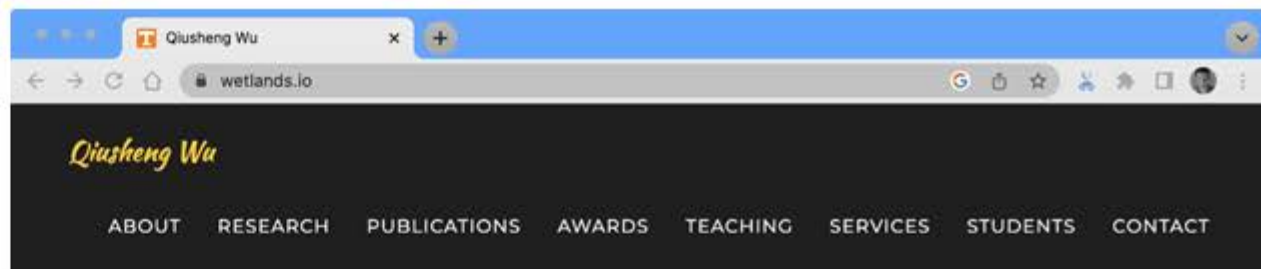 Qiusheng Wu
wetlands.io
Qiusheng Wu
ABOUT RESEARCH PUBLICATIONS AWARDS TEACHING SERVICES STUDENTS CONTACT